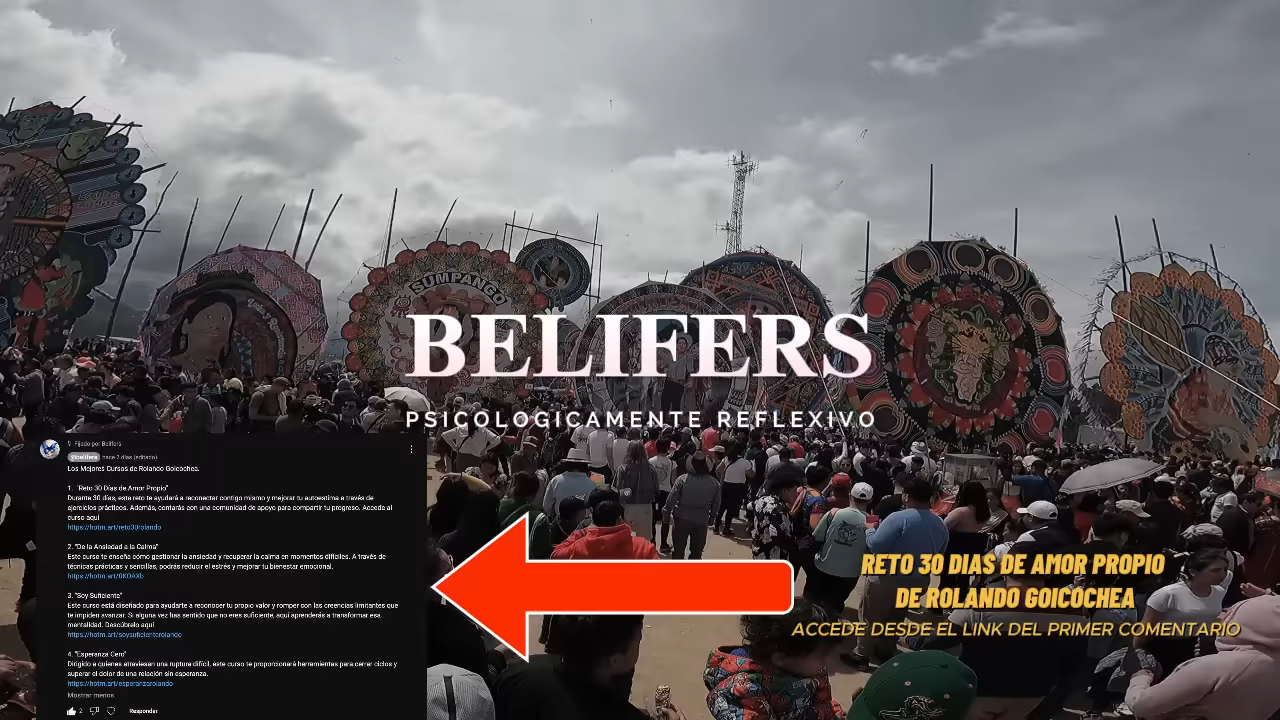 SUMPANGO
BELIFERS
PSICOLOGICAMENTE REFLEXIVO
Fijado por Belifers
@belifers hace 2 días (editado)
Los Mejores Cursos de Rolando Goicochea.
1. "Reto 30 Días de Amor Propio"
Durante 30 días, este reto te ayudará a reconectar contigo mismo y mejorar tu autoestima a través de
ejercicios prácticos. Además, contarás con una comunidad de apoyo para compartir tu progreso. Accede al
curso aquí
https://hotm.art/reto30rolando
2. "De la Ansiedad a la Calma"
Este curso te enseña cómo gestionar la ansiedad y recuperar la calma en momentos difíciles. A través de
técnicas prácticas y sencillas, podrás reducir el estrés y mejorar tu bienestar emocional.
https://hotm.art/0KOAXb
3. "Soy Suficiente"
Este curso está diseñado para ayudarte a reconocer tu propio valor y romper con las creencias limitantes que
te impiden avanzar. Si alguna vez has sentido que no eres suficiente, aquí aprenderás a transformar esa
mentalidad. Descúbrelo aquí
https://hotm.art/soysuficienterolando
4. "Esperanza Cero"
Dirigido a quienes atraviesan una ruptura difícil, este curso te proporcionará herramientas para cerrar ciclos y
superar el dolor de una relación sin esperanza.
https://hotm.art/esperanzarolando
Mostrar menos
2 Responder
RETO 30 DIAS DE AMOR PROPIO
DE ROLANDO GOICOCHEA
ACCEDE DESDE EL LINK DEL PRIMER COMENTARIO